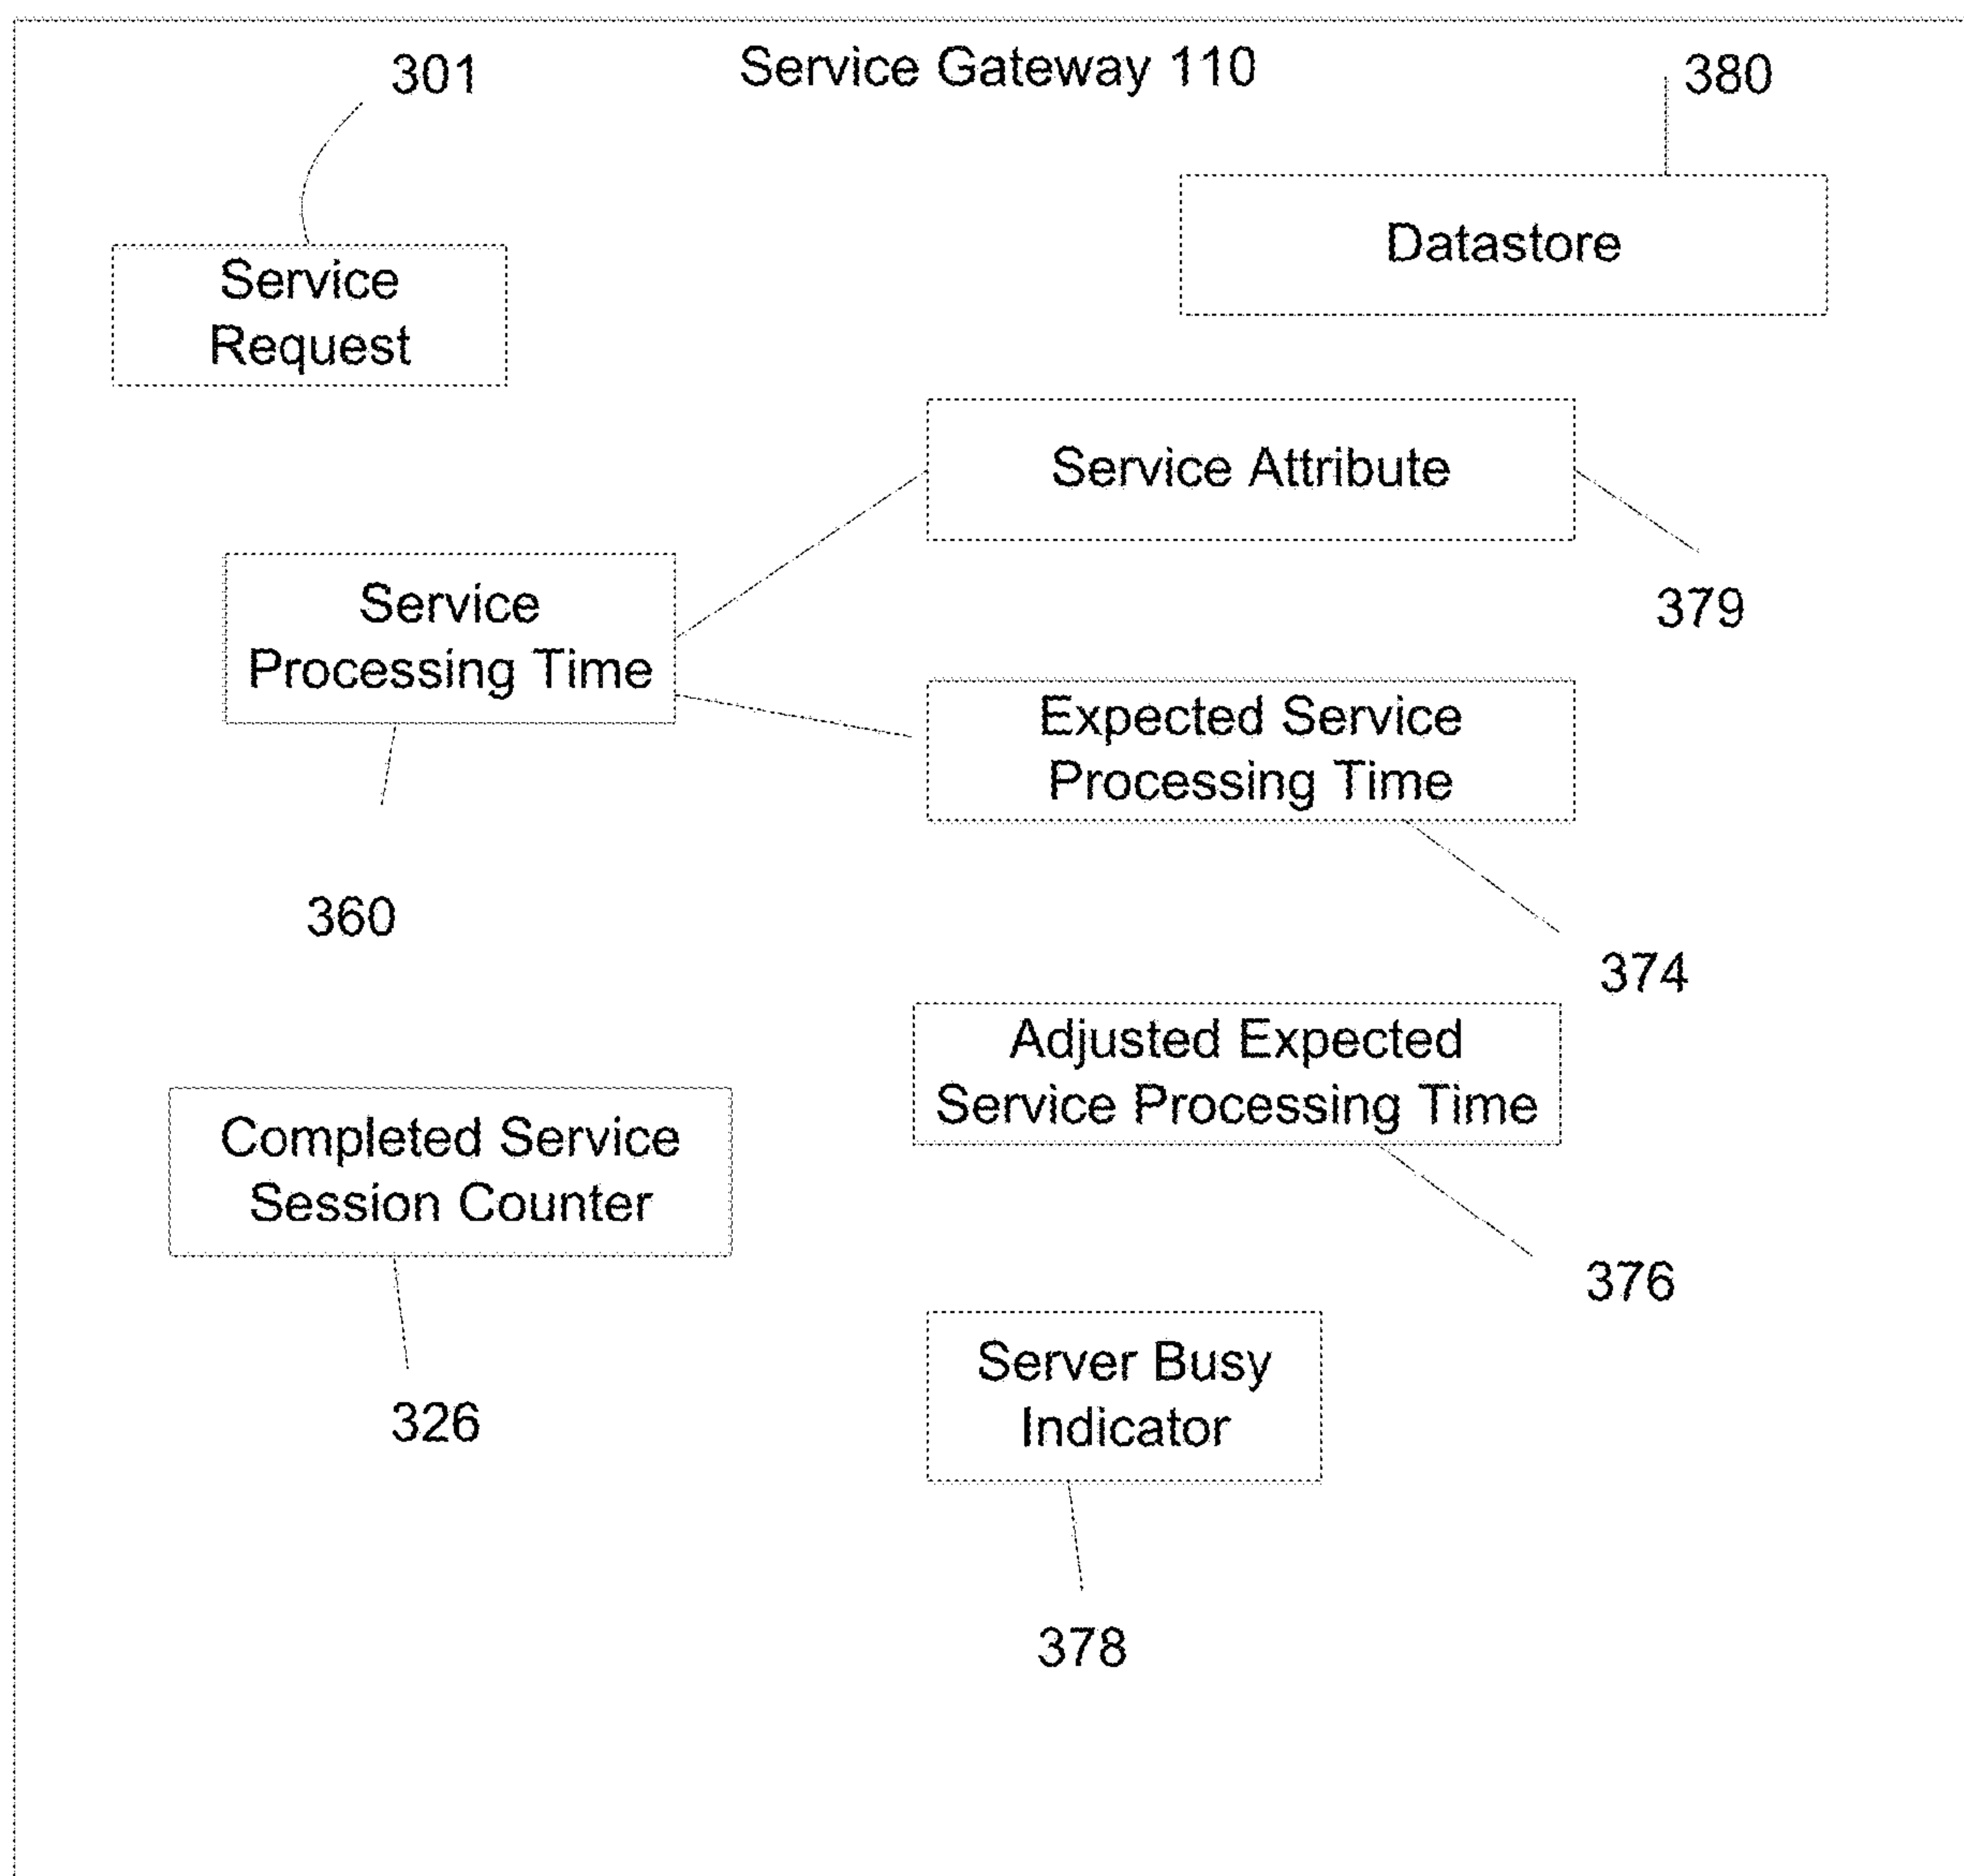 301
Service Gateway 110
380
Datastore
Service
Request
Service Attribute
379
Service
Processing Time
360
Expected Service
Processing Time
374
Adjusted Expected
Service Processing Time
376
Completed Service
Session Counter
326
Server Busy
Indicator
378